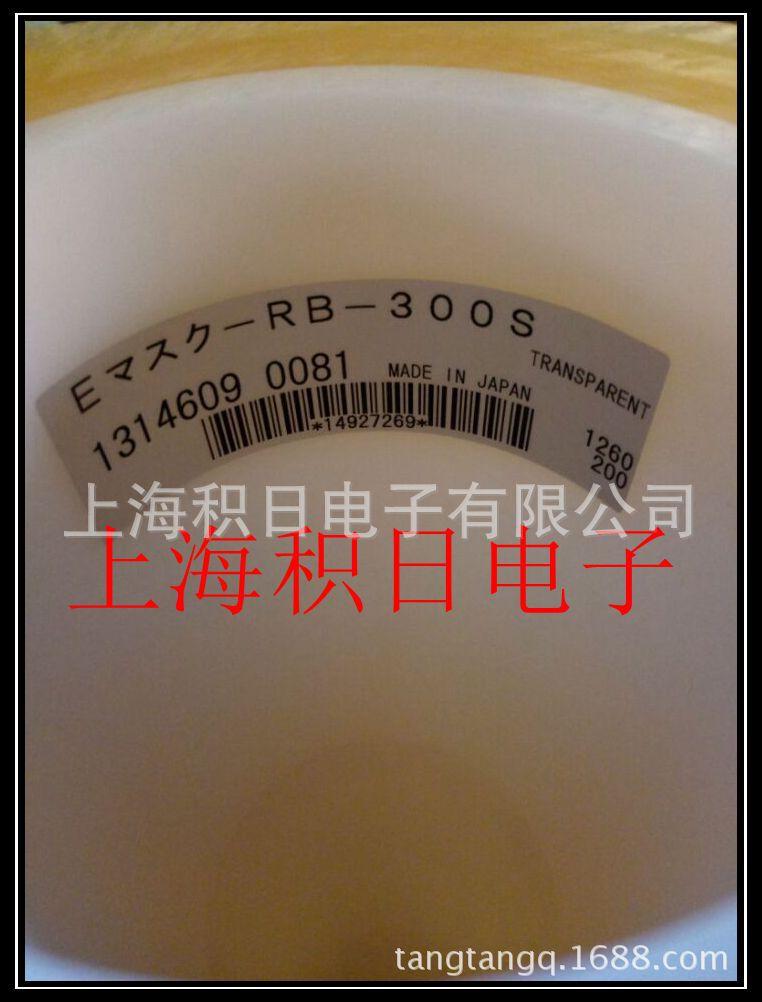 Eマスクー RB-300S
TRANSPARENT
1314609 0081
MADE IN JAPAN
*14927269*
1260
200
上海积日电子有限公司
上海积日电子
tangtangq.1688.com